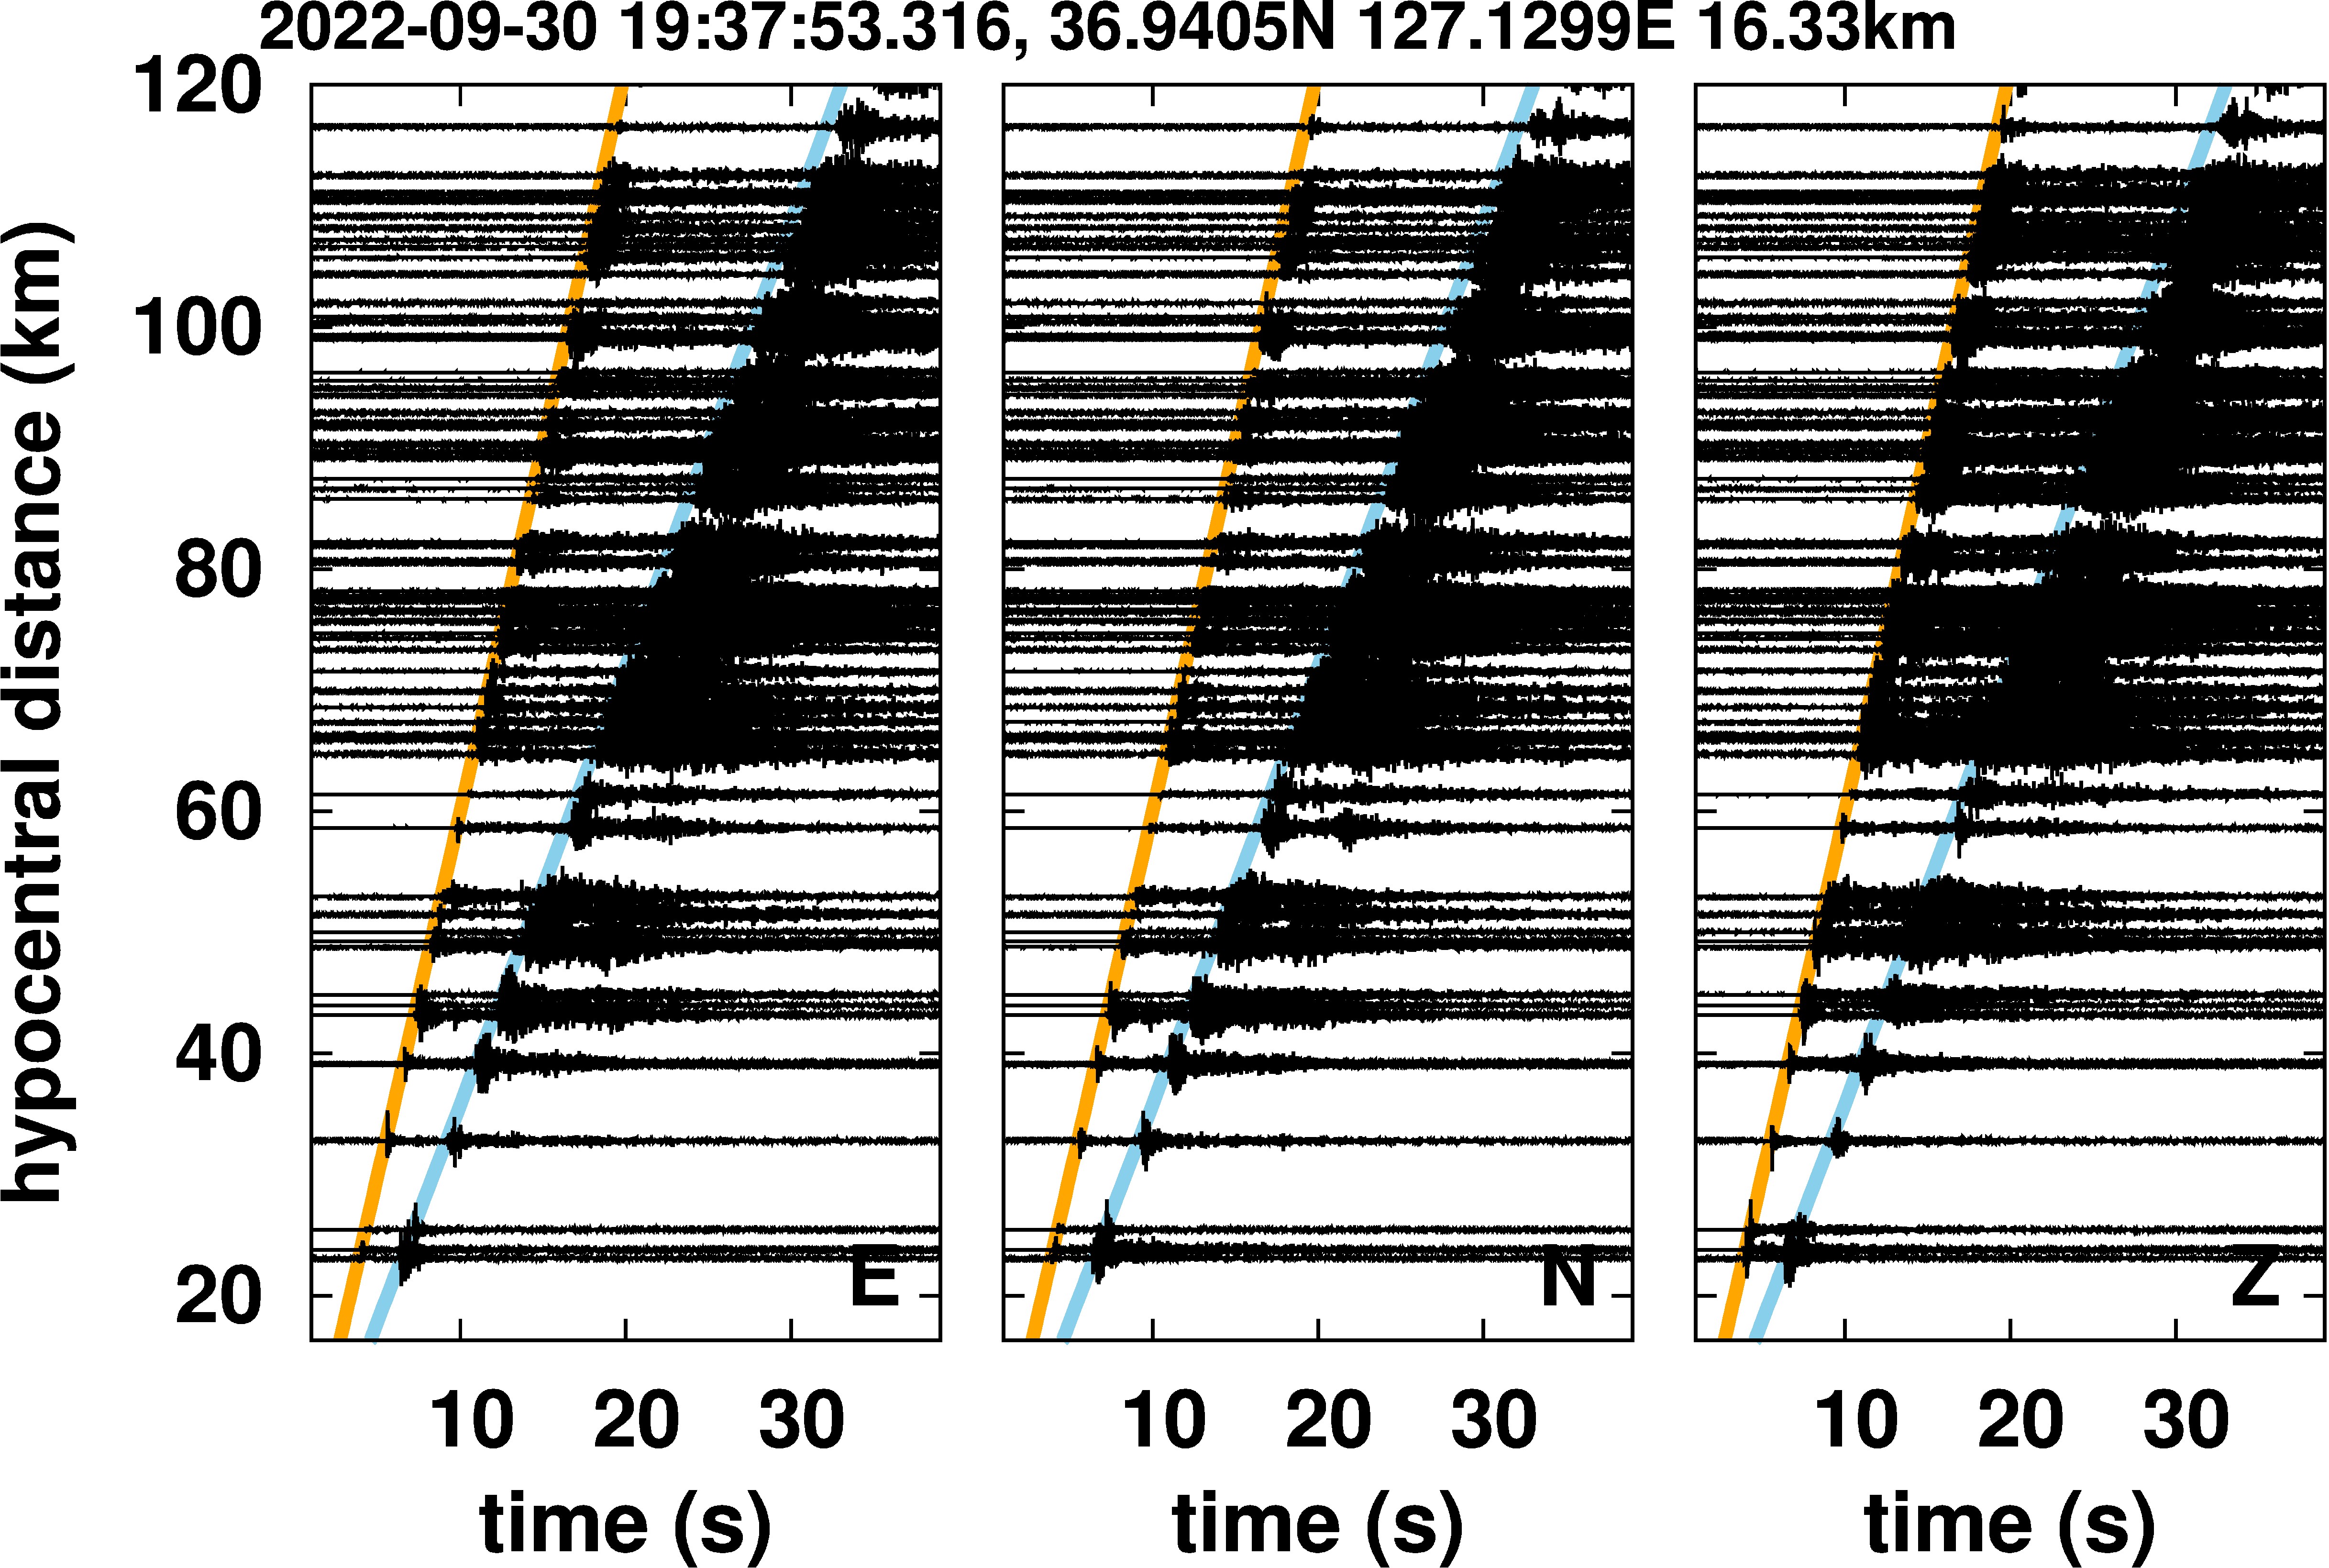 2022-09-30 19:37:53.316, 36.9405N 127.1299E 16.33km
hypocentral distance (km)
120
100
80
60
40
20
E
N
Z
10 20 30
10 20 30
10 20 30
time (s)
time (s)
time (s)